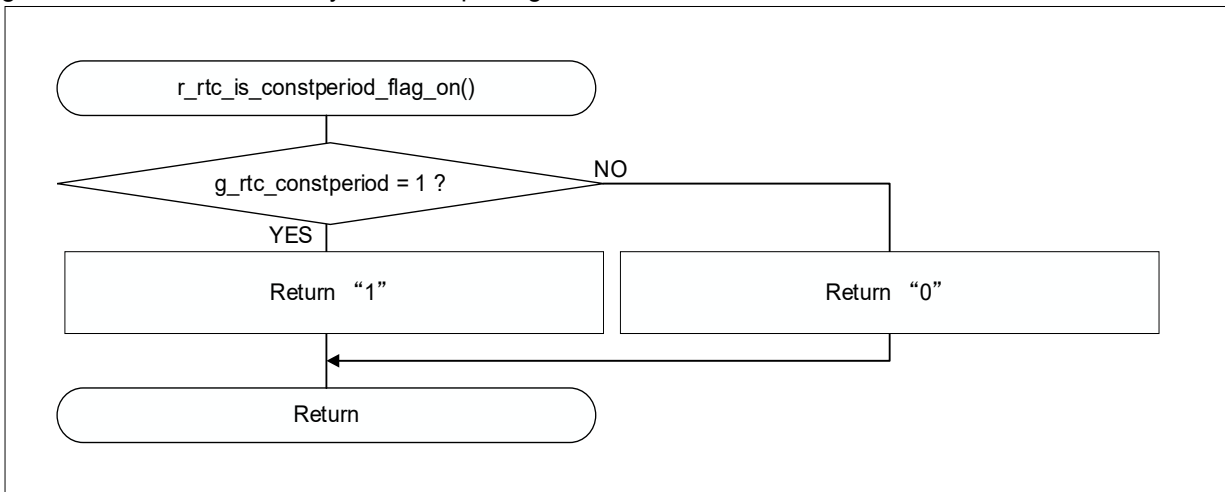 r_rtc_is_constperiod_flag_on()
g_rtc_constperiod = 1 ?
NO
YES
Return “1”
Return “0”
Return